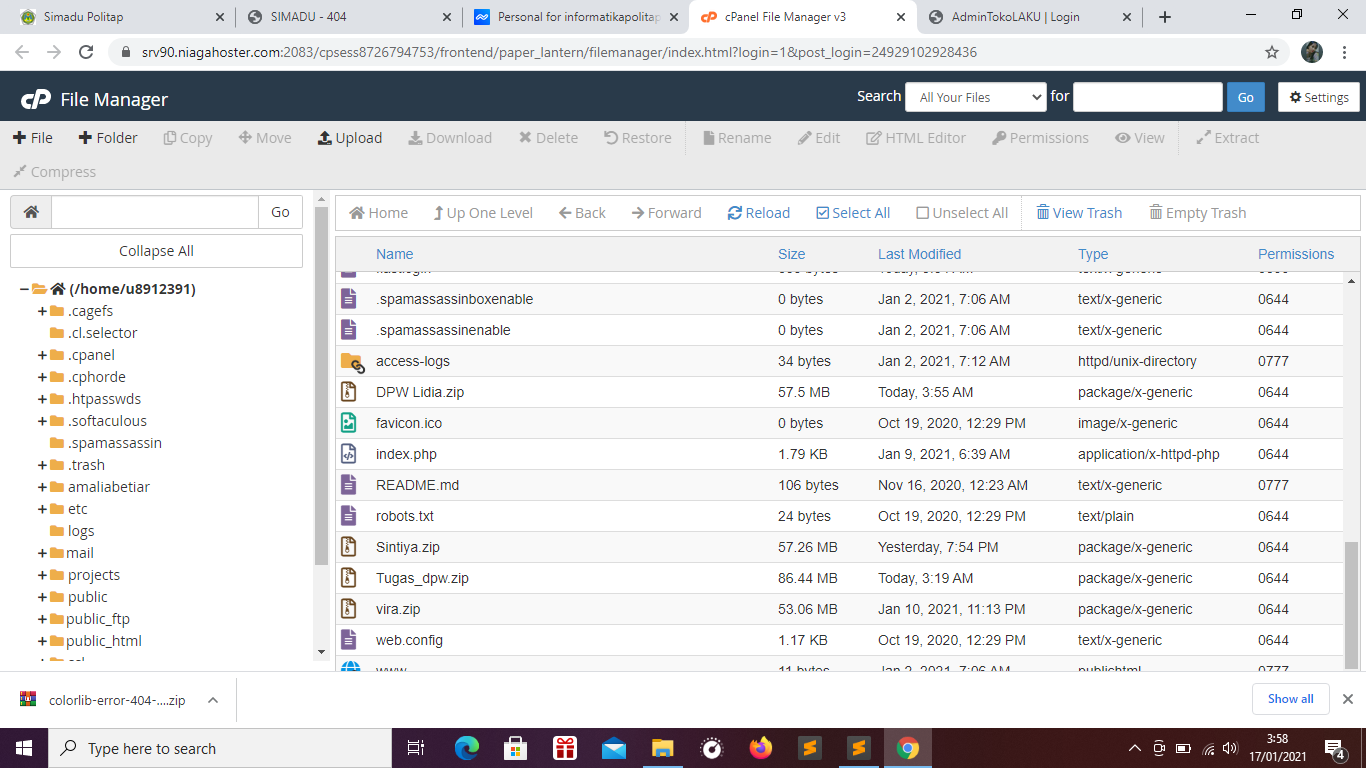 Simadu Politap
SIMADU - 404
Personal for informatikapolitap
cPanel File Manager v3
AdminTokoLAKU | Login
srv90.niagahoster.com:2083/cpsess8726794753/frontend/paper_lantern/filemanager/index.html?login=1&post_login=24929102928436
cP File Manager
Search All Your Files for Go Settings
File Folder Copy Move Upload Download Delete Restore Rename Edit HTML Editor Permissions View Extract
Compress
Go
Collapse All
(/home/u8912391)
.cagefs
.cl.selector
.cpanel
.cphorde
.htpasswds
.softaculous
.spamassassin
.trash
amaliabetiar
etc
logs
mail
projects
public
public_ftp
public_html
Home Up One Level Back Forward Reload Select All Unselect All View Trash Empty Trash
Name Size Last Modified Type Permissions
.spamassassinboxenable 0 bytes Jan 2, 2021, 7:06 AM text/x-generic 0644
.spamassassinenable 0 bytes Jan 2, 2021, 7:06 AM text/x-generic 0644
access-logs 34 bytes Jan 2, 2021, 7:12 AM httpd/unix-directory 0777
DPW Lidia.zip 57.5 MB Today, 3:55 AM package/x-generic 0644
favicon.ico 0 bytes Oct 19, 2020, 12:29 PM image/x-generic 0644
index.php 1.79 KB Jan 9, 2021, 6:39 AM application/x-httpd-php 0644
README.md 106 bytes Nov 16, 2020, 12:23 AM text/x-generic 0777
robots.txt 24 bytes Oct 19, 2020, 12:29 PM text/plain 0644
Sintiya.zip 57.26 MB Yesterday, 7:54 PM package/x-generic 0644
Tugas_dpw.zip 86.44 MB Today, 3:19 AM package/x-generic 0644
vira.zip 53.06 MB Jan 10, 2021, 11:13 PM package/x-generic 0644
web.config 1.17 KB Oct 19, 2020, 12:29 PM text/x-generic 0644
www 11 bytes Jan 2, 2021, 7:06 AM publichtml 0777
colorlib-error-404-....zip
Show all
Type here to search
3:58
17/01/2021
4